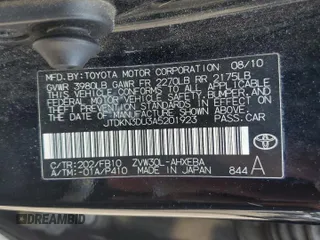 MFD.BY:TOYOTA MOTOR CORPORATION 08/10
GVWR 3980LB GAWR FR 2270LB RR 2175LB
THIS VEHICLE CONFORMS TO ALL APPLICABLE
FEDERAL MOTOR VEHICLE SAFETY, BUMPER, AND
THEFT PREVENTION STANDARDS IN EFFECT ON
THE DATE OF MANUFACTURE SHOWN ABOVE.
JTDKN3DU3A5201923 PASS.CAR
C/TR:202/FB10 ZVW30L-AHXEBA
A/TM:-01A/P410 MADE IN JAPAN 844 A
DREAMBID